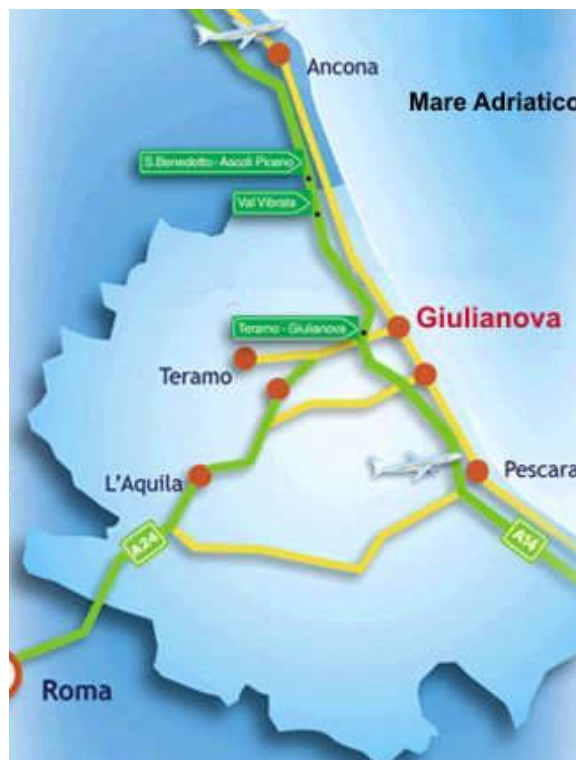 Ancona
Mare Adriatico
S.Benedetto - Ascoli Piceno
Val Vibrata
Giulianova
Teramo - Giulianova
Teramo
L'Aquila
Pescara
A24
A14
Roma